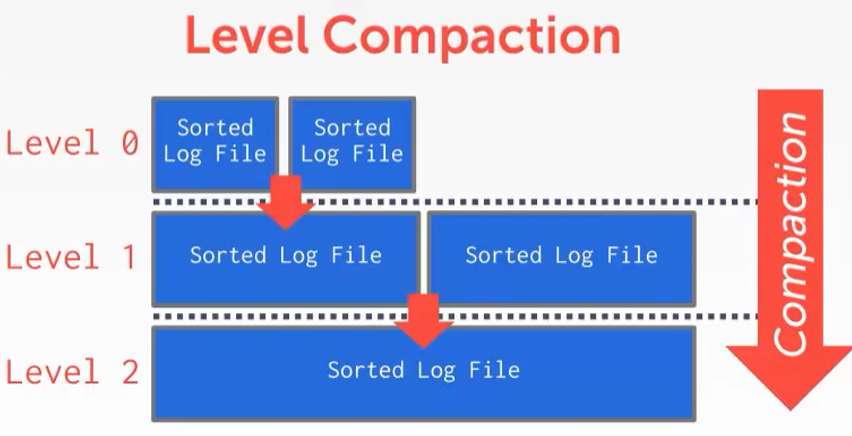 Level Compaction
Level 0
Sorted
Log File
Sorted
Log File
Level 1
Sorted Log File
Sorted Log File
Level 2
Sorted Log File
Compaction